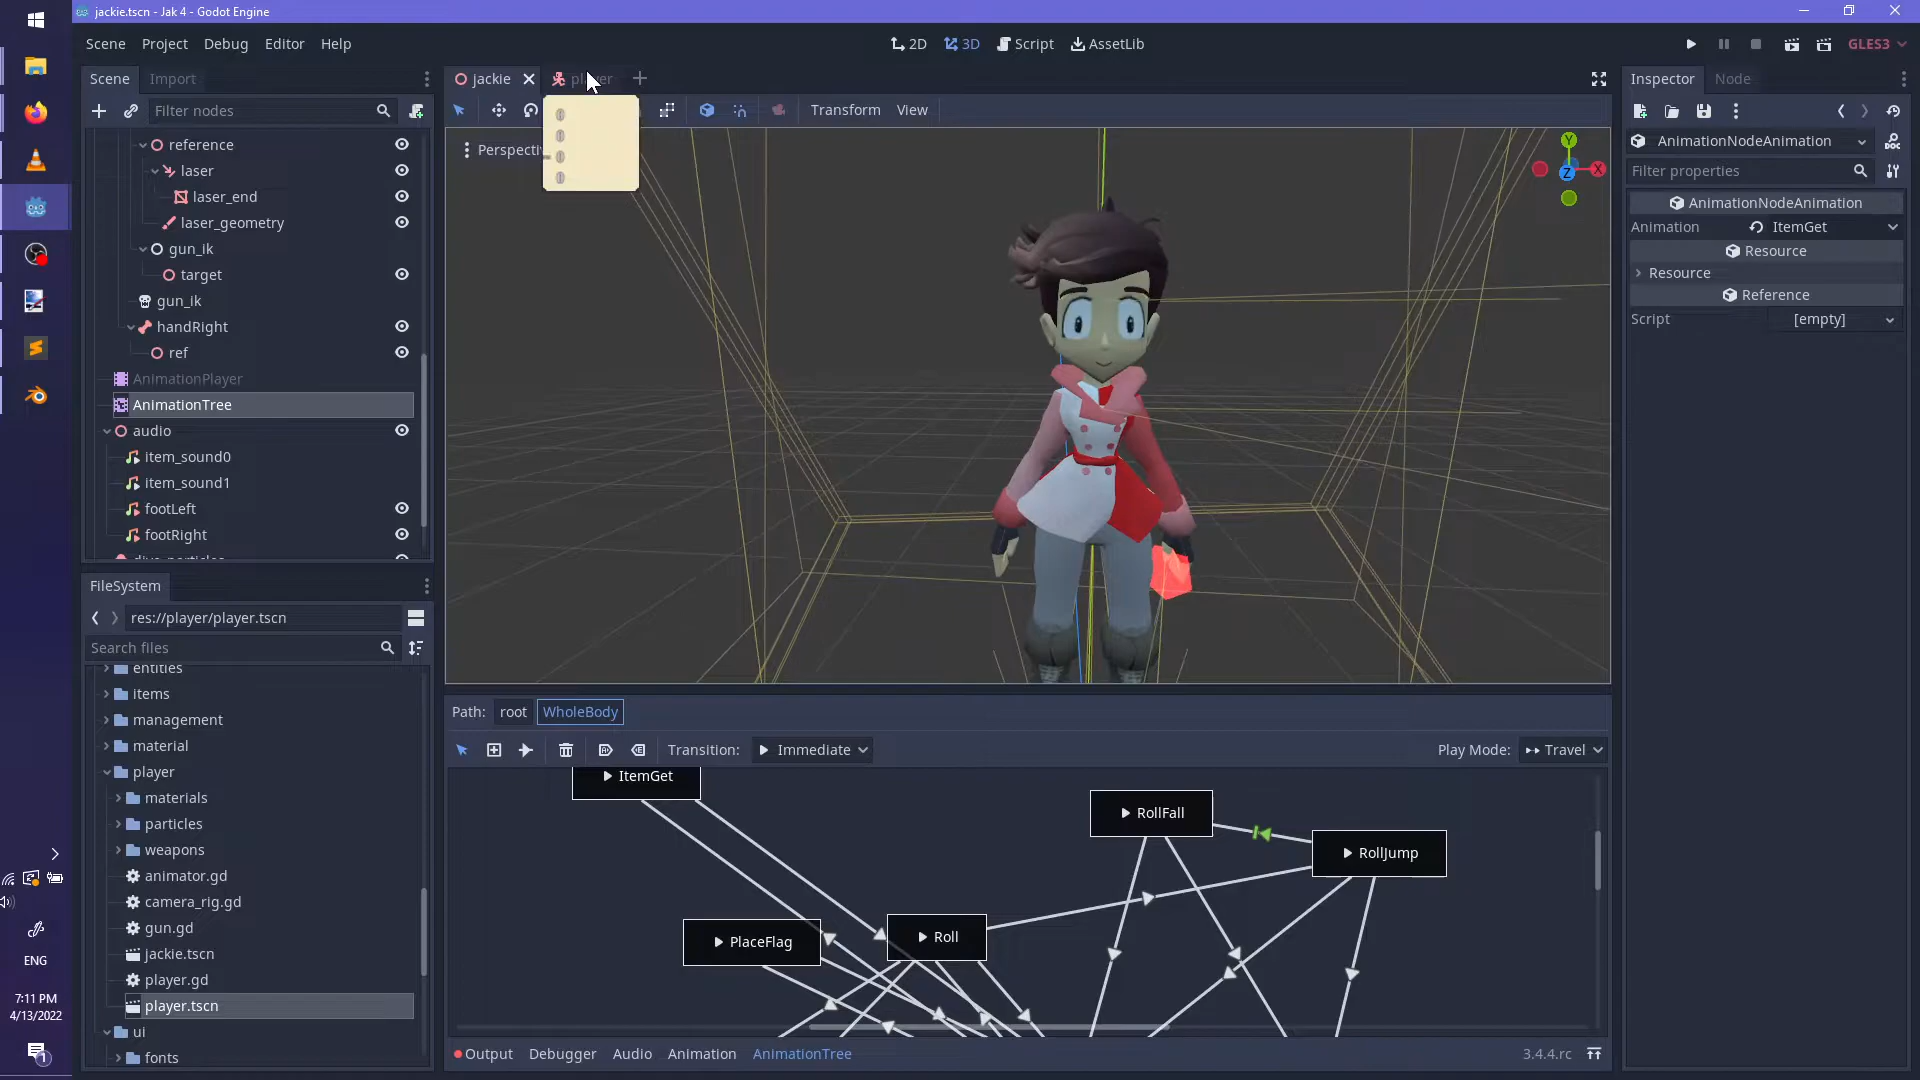 jackie.tscn - Jak 4 - Godot Engine
Scene Project Debug Editor Help
2D 3D Script AssetLib
GLES3
Scene Import
jackie player
Inspector Node
Filter nodes
Transform View
AnimationNodeAnimation
Filter properties
reference
laser
laser_end
laser_geometry
gun_ik
target
gun_ik
handRight
ref
AnimationPlayer
AnimationTree
audio
item_sound0
item_sound1
footLeft
footRight
AnimationNodeAnimation
Animation ItemGet
Resource
Resource
Reference
Script [empty]
FileSystem
res://player/player.tscn
Search files
entities
items
management
material
player
materials
particles
weapons
animator.gd
camera_rig.gd
gun.gd
jackie.tscn
player.gd
player.tscn
ui
fonts
Path: root WholeBody
Transition: Immediate
Play Mode: Travel
ItemGet
RollFall
RollJump
PlaceFlag
Roll
Output Debugger Audio Animation AnimationTree
3.4.4.rc
ENG
7:11 PM
4/13/2022
1